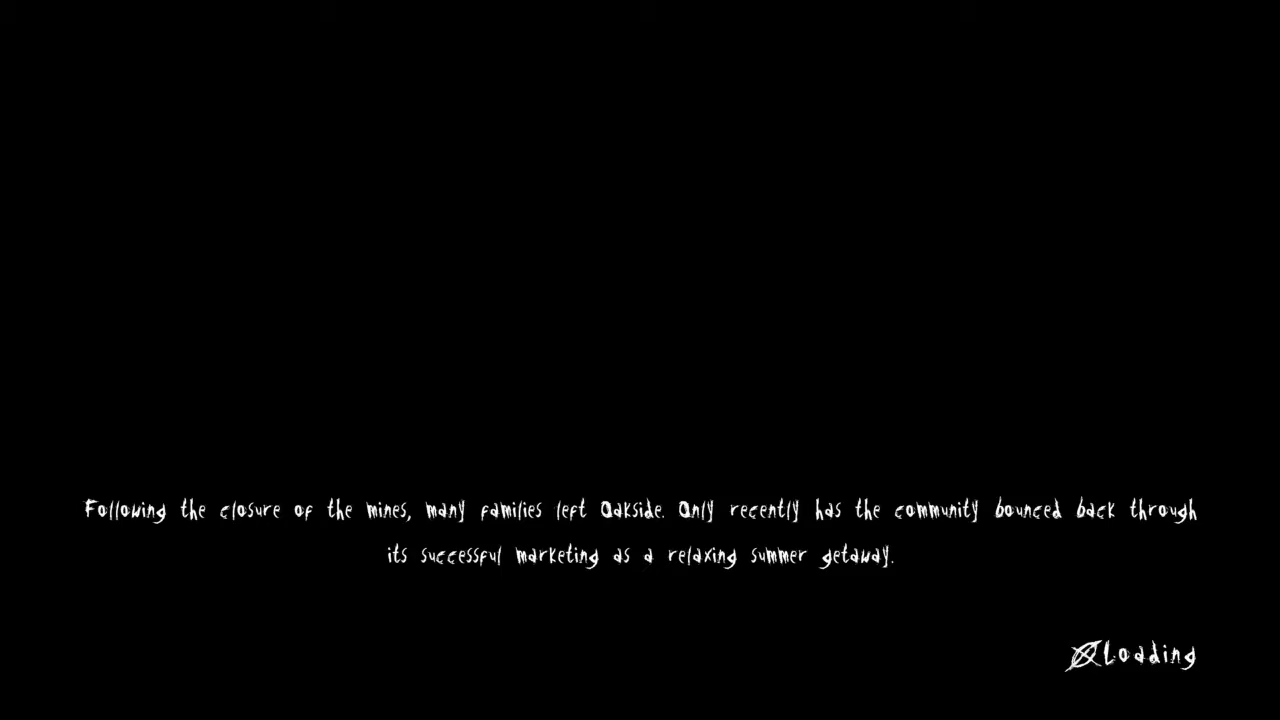 Following the closure of the mines, many families left Oakside. Only recently has the community bounced back through
its successful marketing as a relaxing summer getaway.
Loading